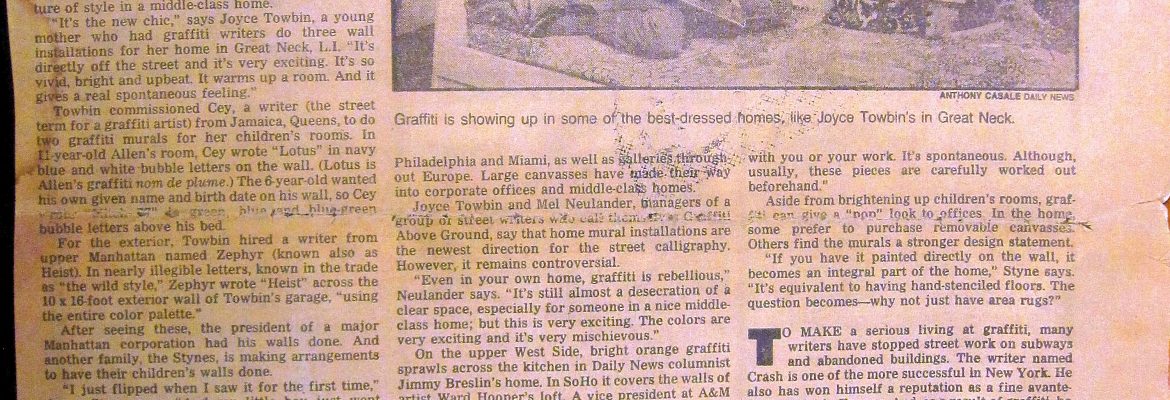 ture of style in a middle-class home.
"It's the new chic," says Joyce Towbin, a young
mother who had graffiti writers do three wall
installations for her home in Great Neck, L.I. "It's
directly off the street and it's very exciting. It's so
vivid, bright and upbeat. It warms up a room. And it
gives a real spontaneous feeling."
Towbin commissioned Cey, a writer (the street
term for a graffiti artist) from Jamaica, Queens, to do
two graffiti murals for her children's rooms. In
11-year-old Allen's room, Cey wrote "Lotus" in navy
blue and white bubble letters on the wall. (Lotus is
Allen's graffiti nom de plume.) The 6-year-old wanted
his own given name and birth date on his wall, so Cey
in green, blue and blue-green
bubble letters above his bed.
For the exterior, Towbin hired a writer from
upper Manhattan named Zephyr (known also as
Heist). In nearly illegible letters, known in the trade
as "the wild style," Zephyr wrote "Heist" across the
10 x 16-foot exterior wall of Towbin's garage, "using
the entire color palette."
After seeing these, the president of a major
Manhattan corporation had his walls done. And
another family, the Stynes, is making arrangements
to have their children's walls done.
"I just flipped when I saw it for the first time,"
ANTHONY CASALE DAILY NEWS
Graffiti is showing up in some of the best-dressed homes, like Joyce Towbin's in Great Neck.
Philadelphia and Miami, as well as galleries through-
out Europe. Large canvasses have made their way
into corporate offices and middle-class homes.
Joyce Towbin and Mel Neulander, managers of a
group of street writers who call themselves Graffiti
Above Ground, say that home mural installations are
the newest direction for the street calligraphy.
However, it remains controversial.
"Even in your own home, graffiti is rebellious,"
Neulander says. "It's still almost a desecration of a
clear space, especially for someone in a nice middle-
class home; but this is very exciting. The colors are
very exciting and it's very mischievous."
On the upper West Side, bright orange graffiti
sprawls across the kitchen in Daily News columnist
Jimmy Breslin's home. In SoHo it covers the walls of
artist Ward Hooper's loft. A vice president at A&M
with you or your work. It's spontaneous. Although,
usually, these pieces are carefully worked out
beforehand."
Aside from brightening up children's rooms, graf-
fiti can give a "pop" look to offices. In the home,
some prefer to purchase removable canvasses.
Others find the murals a stronger design statement.
"If you have it painted directly on the wall, it
becomes an integral part of the home," Styne says.
"It's equivalent to having hand-stenciled floors. The
question becomes—why not just have area rugs?"
TO MAKE a serious living at graffiti, many
writers have stopped street work on subways
and abandoned buildings. The writer named
Crash is one of the more successful in New York. He
also has won himself a reputation as a fine avante-